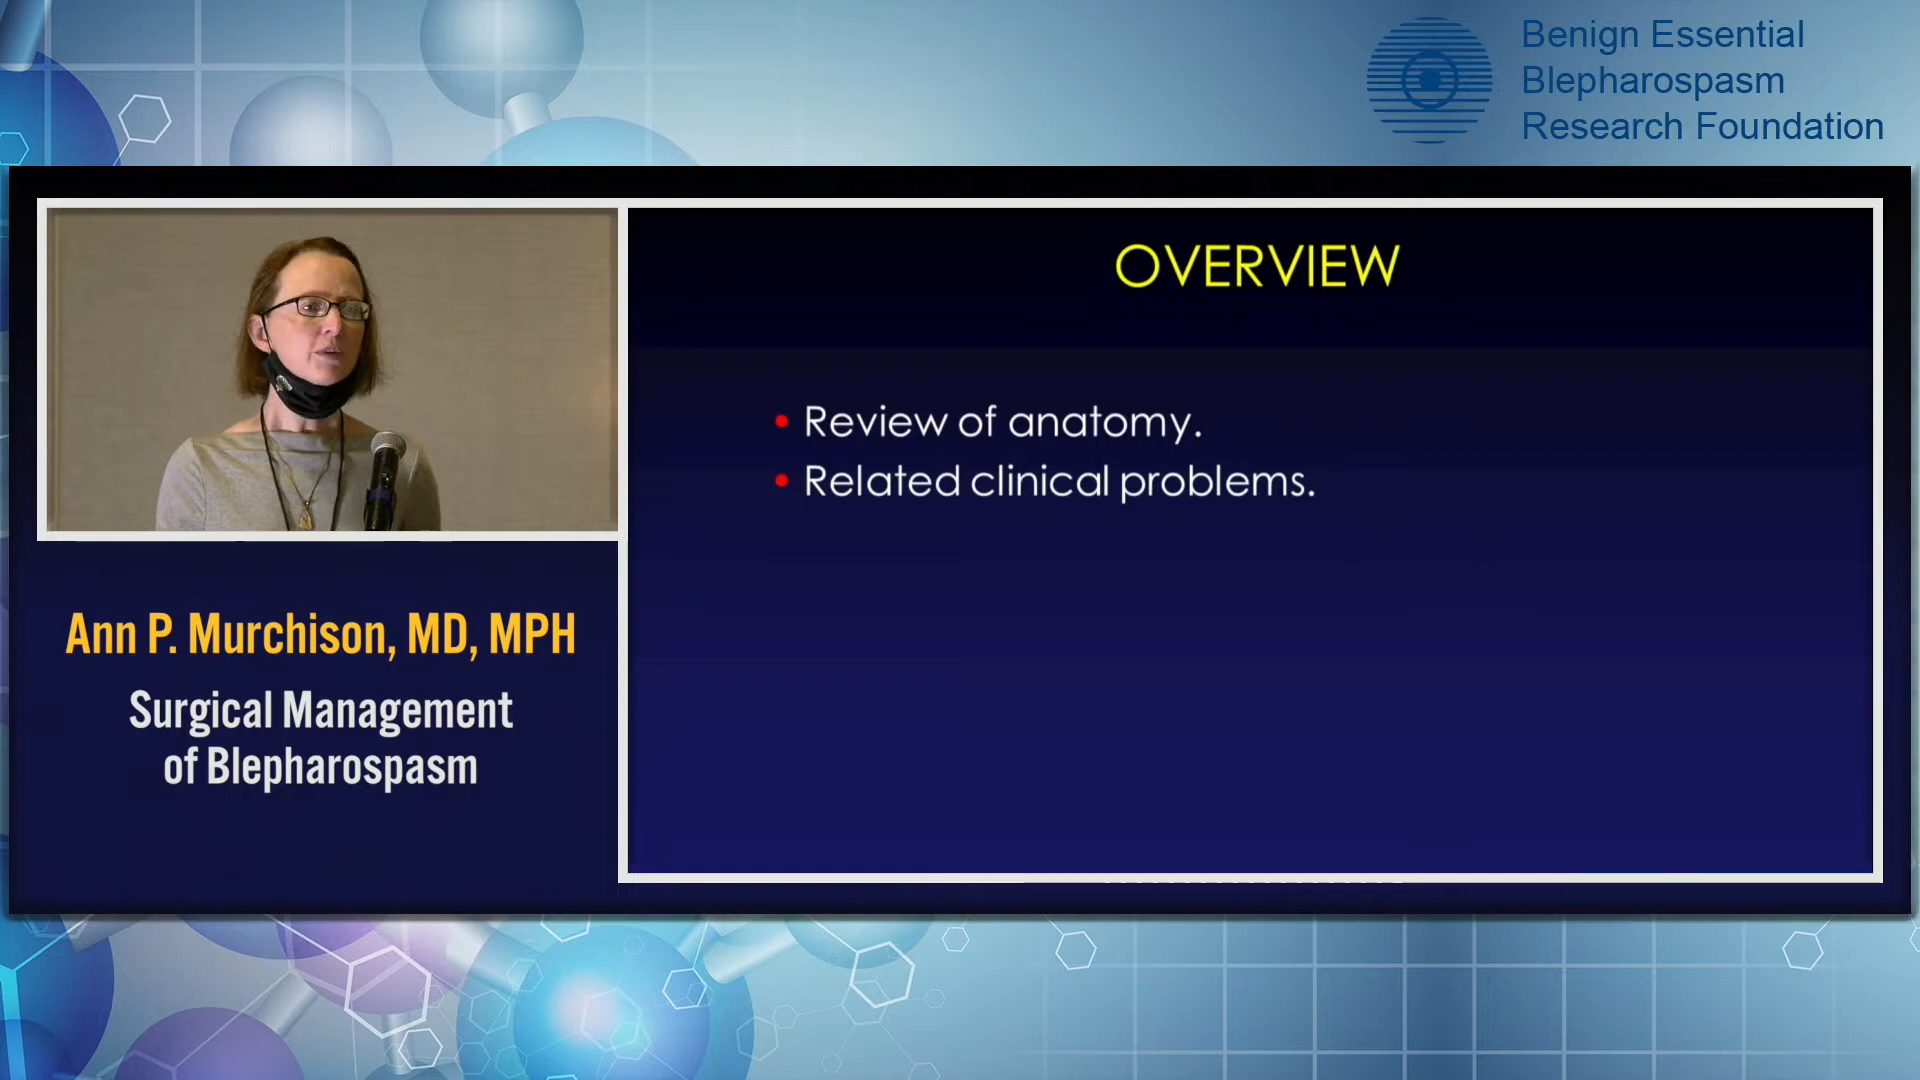 Benign Essential
Blepharospasm
Research Foundation
OVERVIEW
• Review of anatomy.
• Related clinical problems.
Ann P. Murchison, MD, MPH
Surgical Management
of Blepharospasm